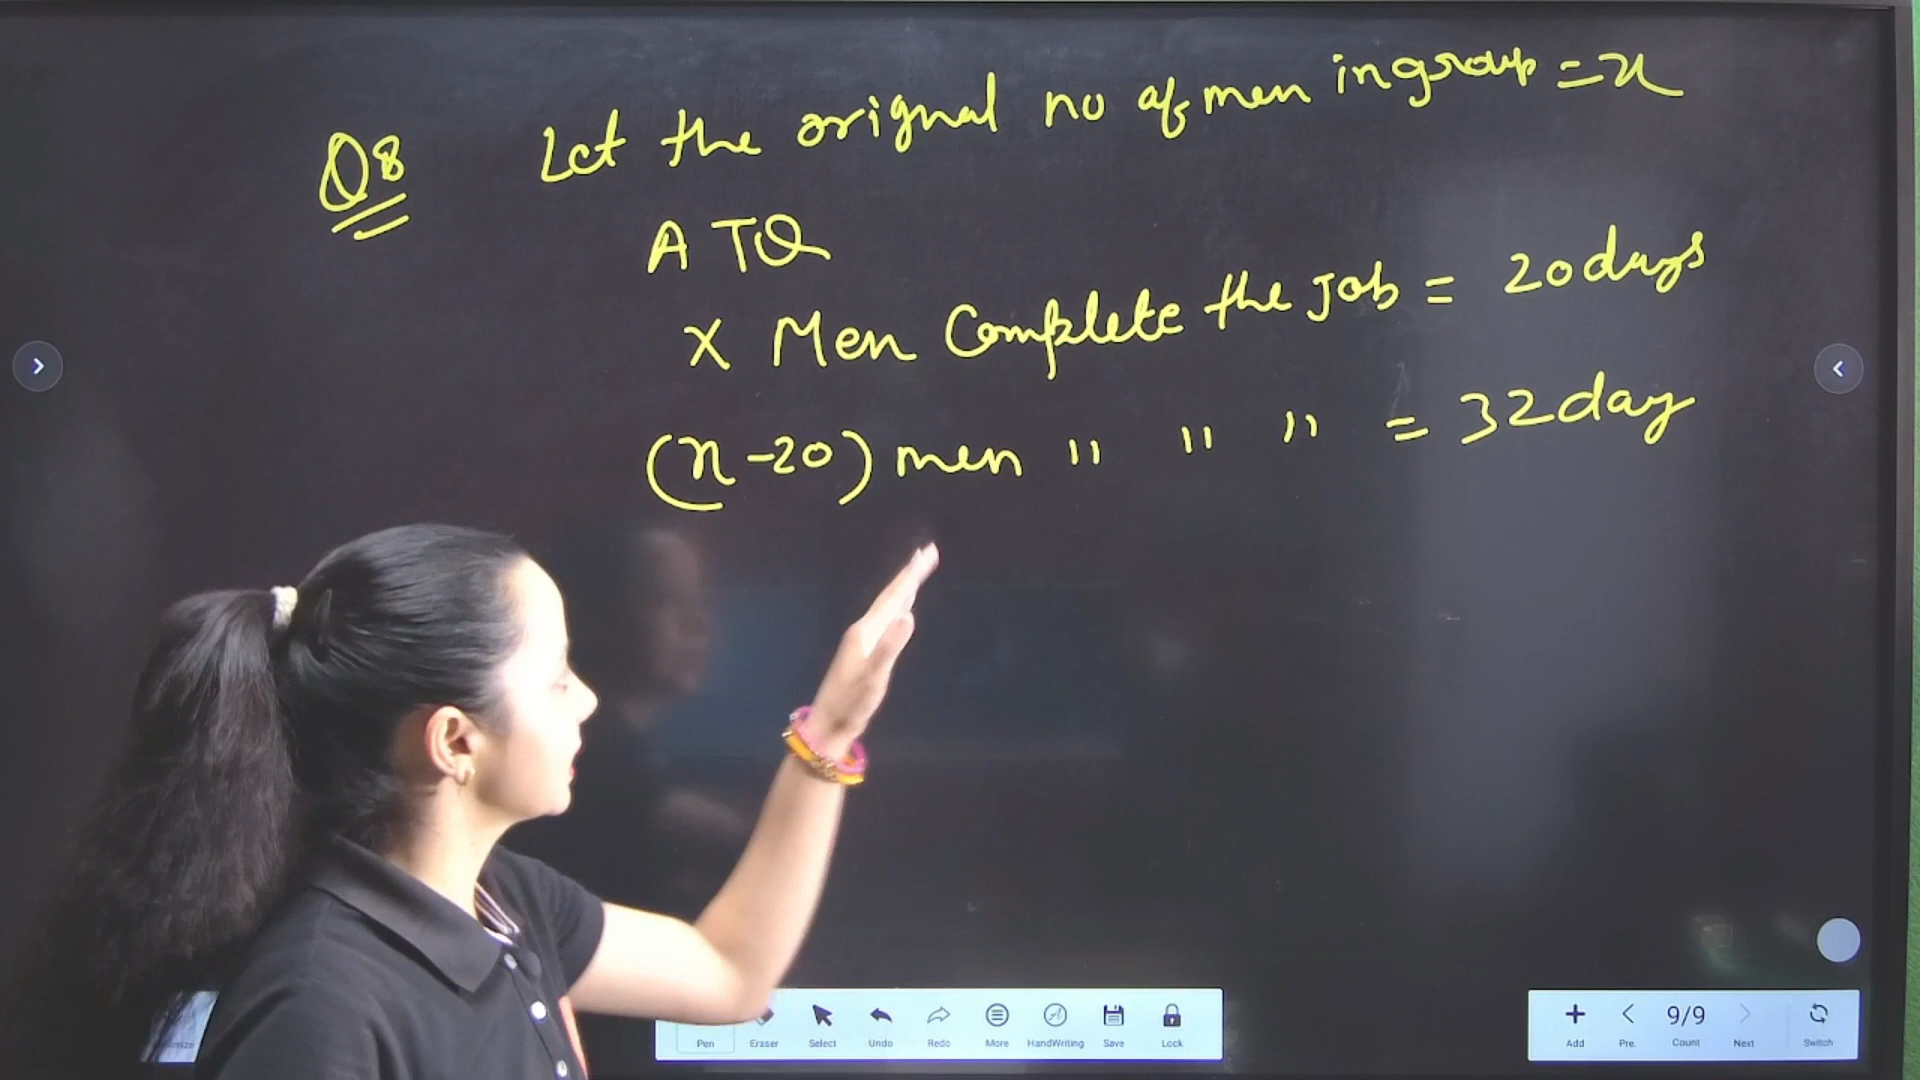 Q8 Let the orignal no of men in group = x
A TQ
X Men Complete the Job = 20 days
(x - 20) men " " " = 32 day
Pen Eraser Select Undo Redo More HandWriting Save Lock
Add Pre. 9/9 Count Next Switch